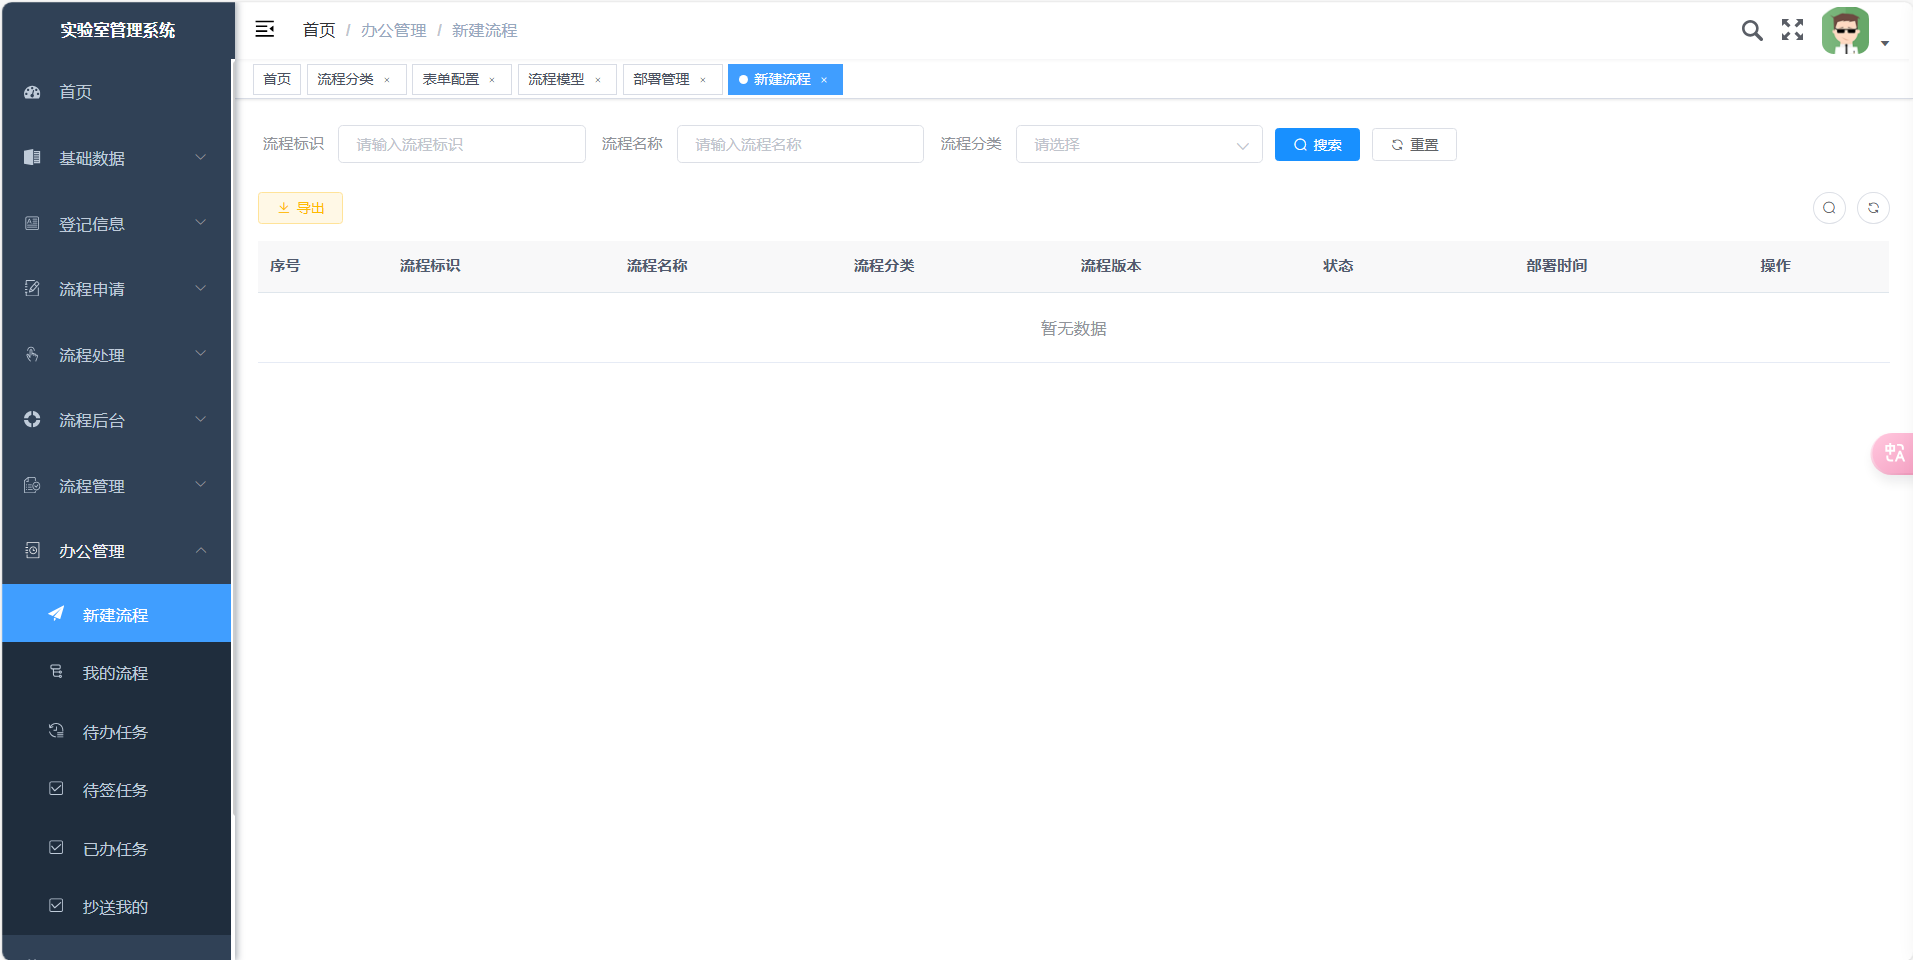 实验室管理系统
首页
基础数据
登记信息
流程申请
流程处理
流程后台
流程管理
办公管理
新建流程
我的流程
待办任务
待签任务
已办任务
抄送我的
首页 / 办公管理 / 新建流程
首页 流程分类 × 表单配置 × 流程模型 × 部署管理 × 新建流程 ×
流程标识 请输入流程标识 流程名称 请输入流程名称 流程分类 请选择 搜索 重置
导出
序号 流程标识 流程名称 流程分类 流程版本 状态 部署时间 操作
暂无数据
中A